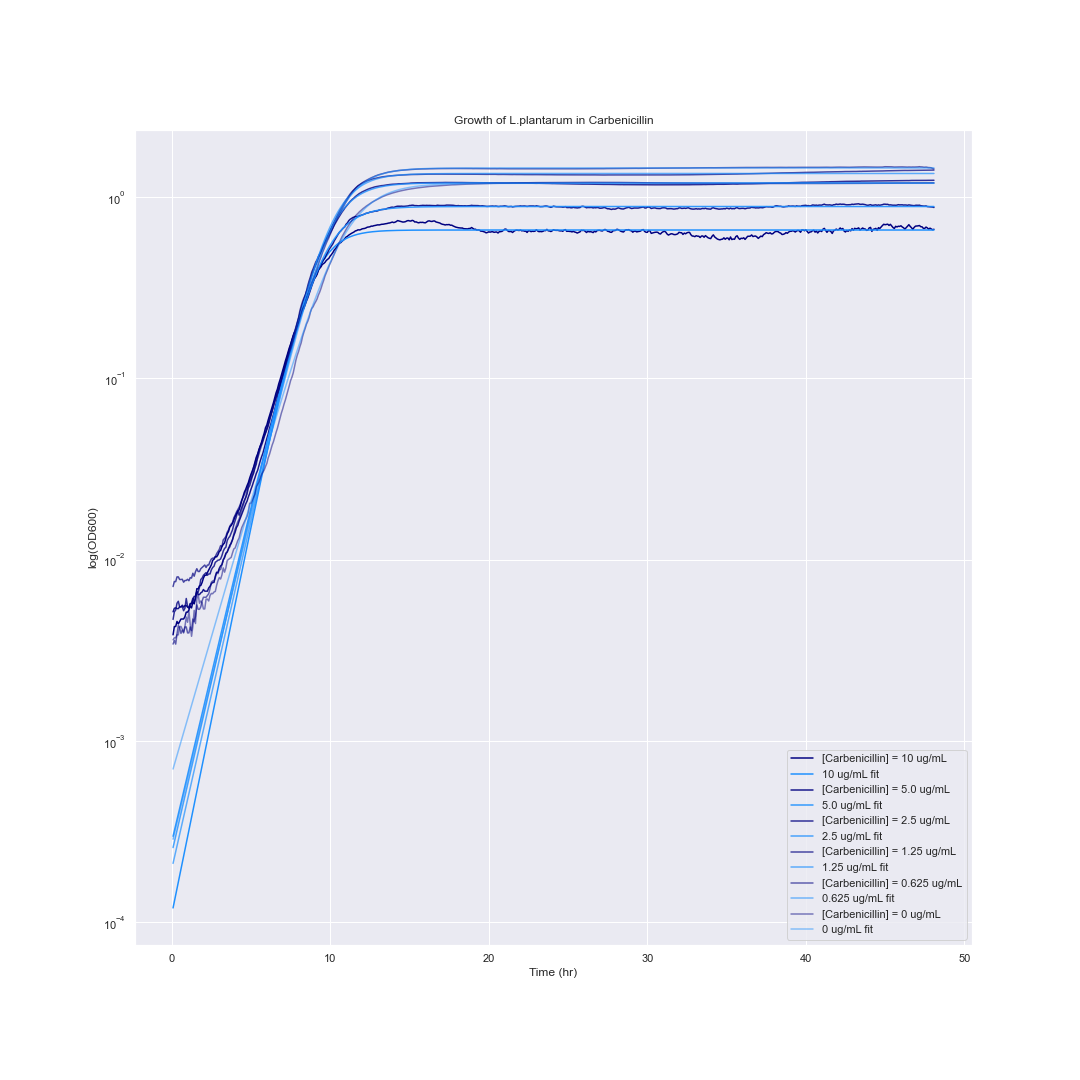 Growth of L.plantarum in Carbenicillin
log(OD600)
10⁰
10⁻¹
10⁻²
10⁻³
10⁻⁴
[Carbenicillin] = 10 ug/mL
10 ug/mL fit
[Carbenicillin] = 5.0 ug/mL
5.0 ug/mL fit
[Carbenicillin] = 2.5 ug/mL
2.5 ug/mL fit
[Carbenicillin] = 1.25 ug/mL
1.25 ug/mL fit
[Carbenicillin] = 0.625 ug/mL
0.625 ug/mL fit
[Carbenicillin] = 0 ug/mL
0 ug/mL fit
0 10 20 30 40 50
Time (hr)